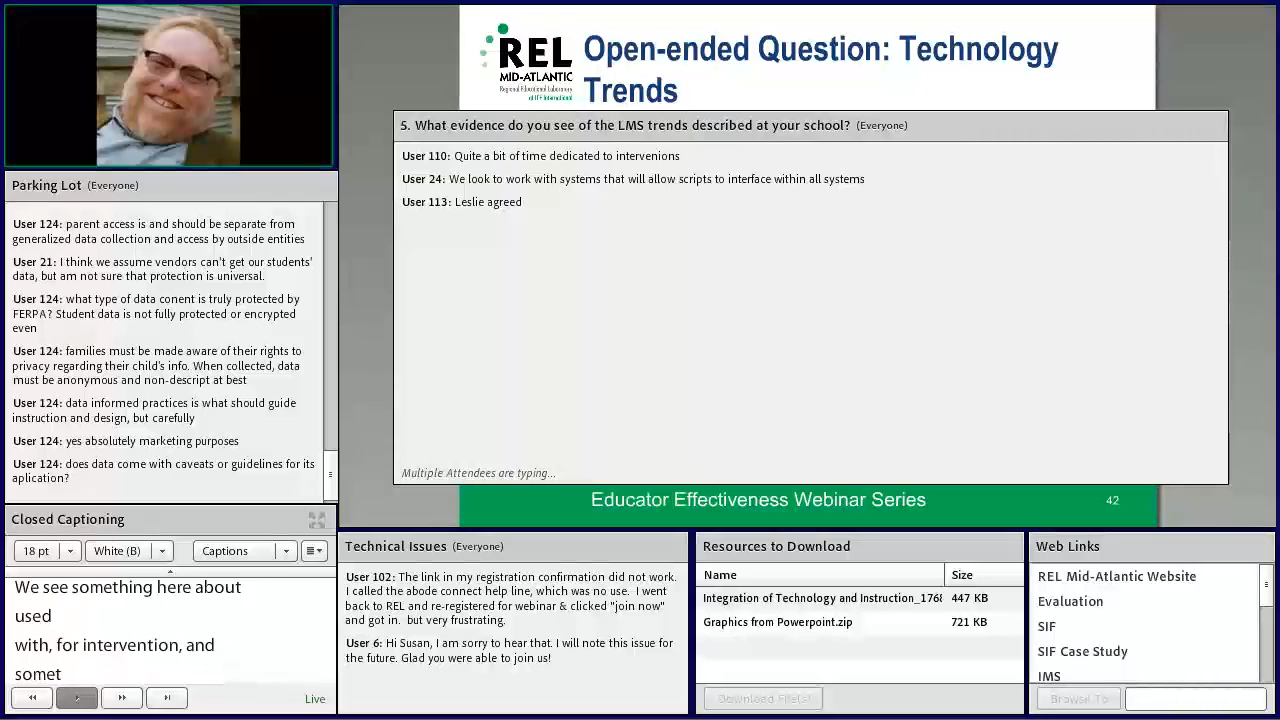 REL
MID-ATLANTIC
Regional Educational Laboratory
at ICF International
Open-ended Question: Technology
Trends
5. What evidence do you see of the LMS trends described at your school? (Everyone)
User 110: Quite a bit of time dedicated to intervenions
User 24: We look to work with systems that will allow scripts to interface within all systems
User 113: Leslie agreed
Multiple Attendees are typing...
Educator Effectiveness Webinar Series
42
Parking Lot (Everyone)
User 124: parent access is and should be separate from
generalized data collection and access by outside entities
User 21: I think we assume vendors can't get our students'
data, but am not sure that protection is universal.
User 124: what type of data conent is truly protected by
FERPA? Student data is not fully protected or encrypted
even
User 124: families must be made aware of their rights to
privacy regarding their child's info. When collected, data
must be anonymous and non-descript at best
User 124: data informed practices is what should guide
instruction and design, but carefully
User 124: yes absolutely marketing purposes
User 124: does data come with caveats or guidelines for its
aplication?
Closed Captioning
18 pt White (B) Captions
We see something here about
used
with, for intervention, and
somet
Live
Technical Issues (Everyone)
User 102: The link in my registration confirmation did not work.
I called the abode connect help line, which was no use. I went
back to REL and re-registered for webinar & clicked "join now"
and got in. but very frustrating.
User 6: Hi Susan, I am sorry to hear that. I will note this issue for
the future. Glad you were able to join us!
Resources to Download
Name Size
Integration of Technology and Instruction_1768 447 KB
Graphics from Powerpoint.zip 721 KB
Download File(s)
Web Links
REL Mid-Atlantic Website
Evaluation
SIF
SIF Case Study
IMS
Browse To